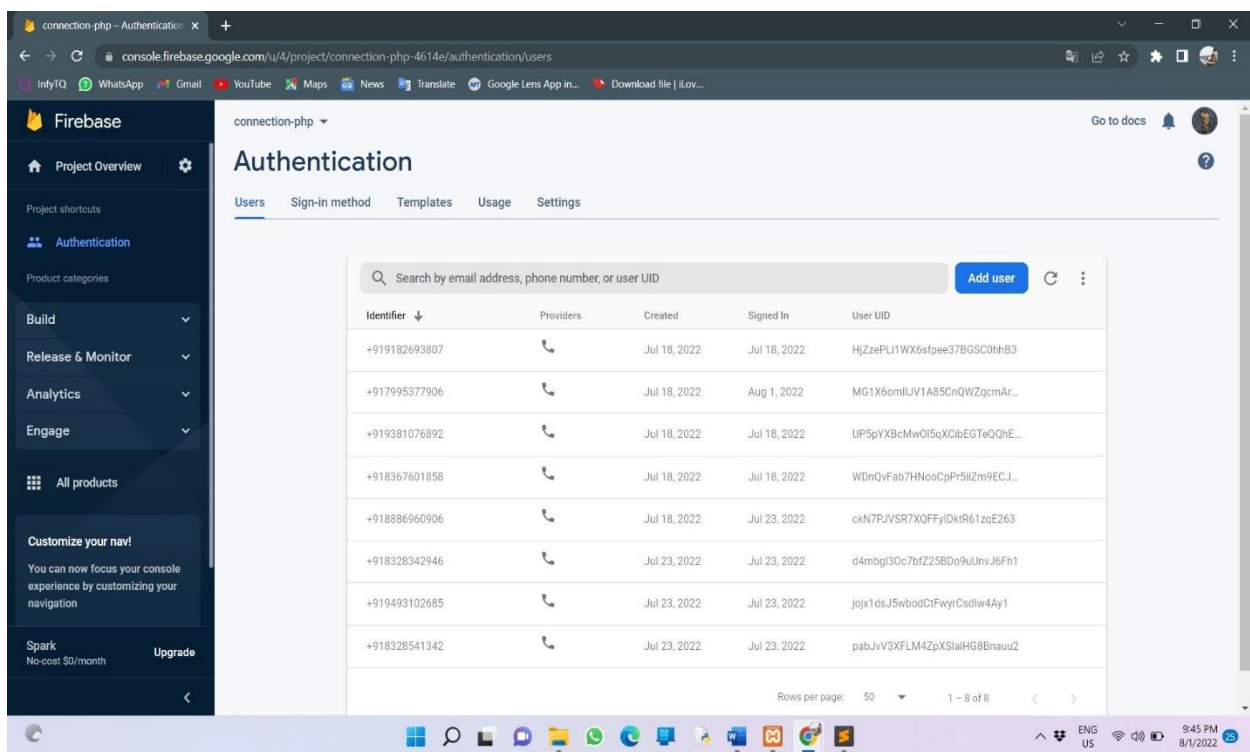 connection-php – Authentication
console.firebase.google.com/u/4/project/connection-php-4614e/authentication/users
InfyTQ WhatsApp Gmail YouTube Maps News Translate Google Lens App in... Download file | iLov...
Firebase
connection-php
Go to docs
Project Overview
Authentication
Users Sign-in method Templates Usage Settings
Project shortcuts
Authentication
Product categories
Build
Release & Monitor
Analytics
Engage
All products
Customize your nav!
You can now focus your console
experience by customizing your
navigation
Spark
No-cost $0/month
Upgrade
Search by email address, phone number, or user UID
Add user
Identifier Providers Created Signed In User UID
+919182693807 Jul 18, 2022 Jul 18, 2022 HjZzePLi1WX6sfpee37BGSC0hhB3
+917995377906 Jul 18, 2022 Aug 1, 2022 MG1X6omIIJV1A85CnQWZqcmAr...
+919381076892 Jul 18, 2022 Jul 18, 2022 UP5pYXBcMwOI5qXCibEGTeQQhE...
+918367601858 Jul 18, 2022 Jul 18, 2022 WDnQvFab7HNooCpPr5iiZm9ECJ...
+918886960906 Jul 18, 2022 Jul 23, 2022 ckN7PJVSR7XQFFyIDktR61zqE263
+918328342946 Jul 23, 2022 Jul 23, 2022 d4mbgl3Oc7bfZ25BDo9uUnvJ6Fh1
+919493102685 Jul 23, 2022 Jul 23, 2022 jojx1dsJ5wbodCtFwyrCsdlw4Ay1
+918328541342 Jul 23, 2022 Jul 23, 2022 pabJvV3XFLM4ZpXSlaiHG8Bnauu2
Rows per page: 50 1 – 8 of 8
ENG
US
9:45 PM
8/1/2022
25